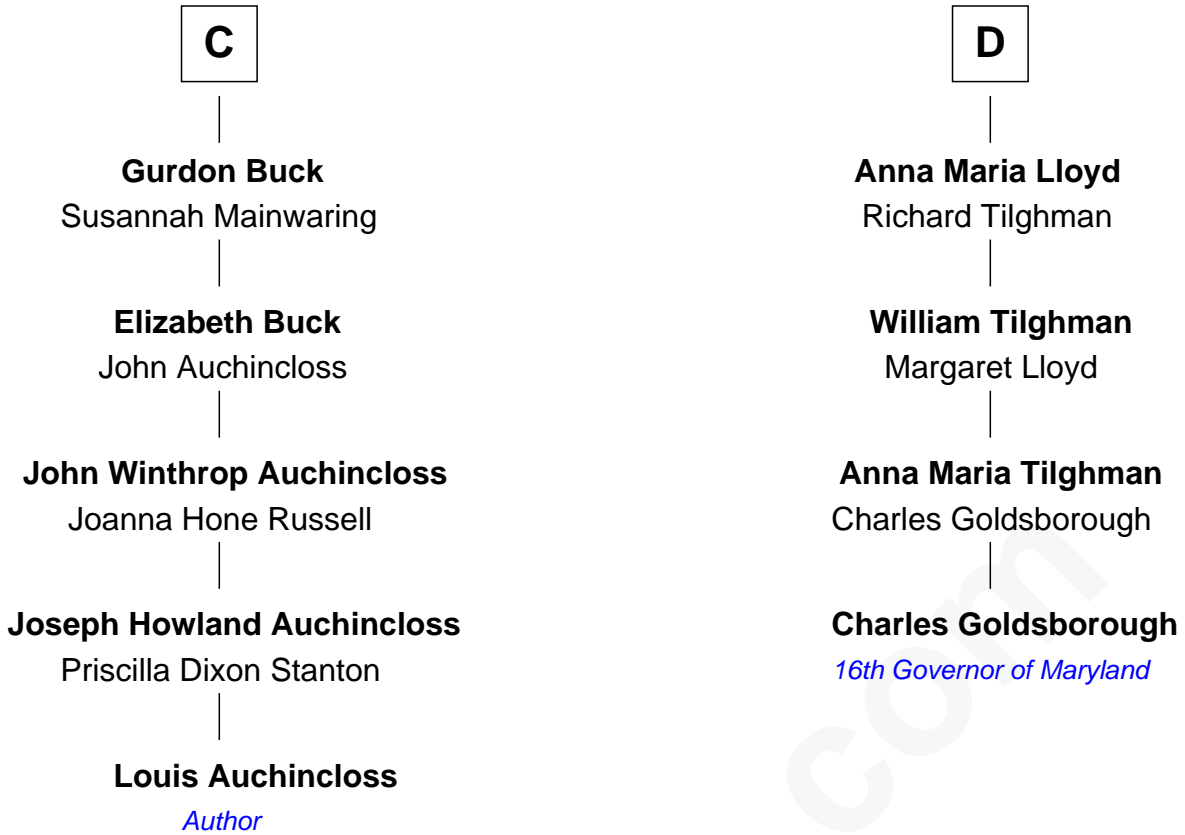 C
Gurdon Buck
Susannah Mainwaring
Elizabeth Buck
John Auchincloss
John Winthrop Auchincloss
Joanna Hone Russell
Joseph Howland Auchincloss
Priscilla Dixon Stanton
Louis Auchincloss
Author
D
Anna Maria Lloyd
Richard Tilghman
William Tilghman
Margaret Lloyd
Anna Maria Tilghman
Charles Goldsborough
Charles Goldsborough
16th Governor of Maryland
com